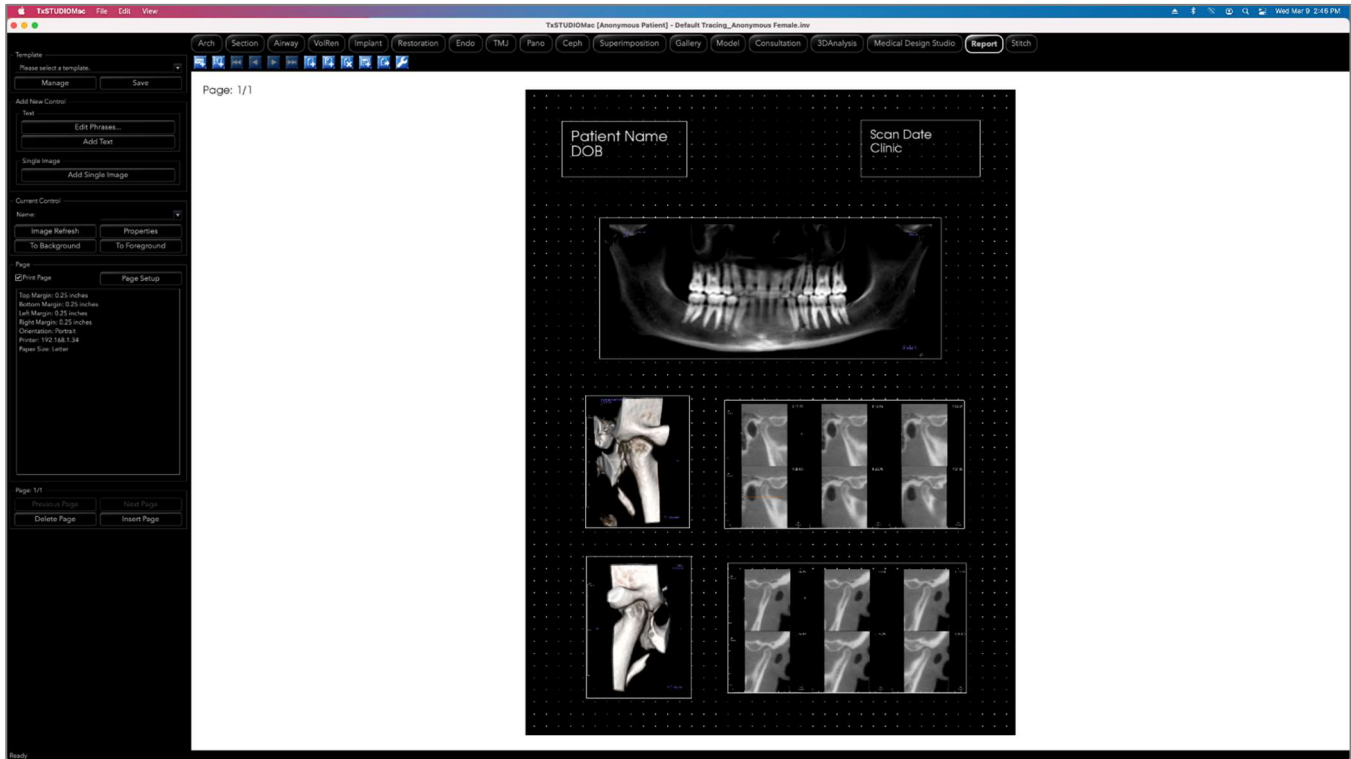 TxSTUDIOMac File Edit View
Wed Mar 9 2:46 PM
TxSTUDIOMac [Anonymous Patient] - Default Tracing_Anonymous Female.inv
Arch Section Airway VolRen Implant Restoration Endo TMJ Pano Ceph Superimposition Gallery Model Consultation 3DAnalysis Medical Design Studio Report Stitch
Template
Please select a template.
Manage Save
Add New Control
Text
Edit Phrases...
Add Text
Single Image
Add Single Image
Current Control
Name:
Image Refresh Properties
To Background To Foreground
Page
Print Page Page Setup
Top Margin: 0.25 inches
Bottom Margin: 0.25 inches
Left Margin: 0.25 inches
Right Margin: 0.25 inches
Orientation: Portrait
Printer: 192.168.1.34
Paper Size: Letter
Page: 1/1
Previous Page Next Page
Delete Page Insert Page
Ready
Page: 1/1
Patient Name
DOB
Scan Date
Clinic